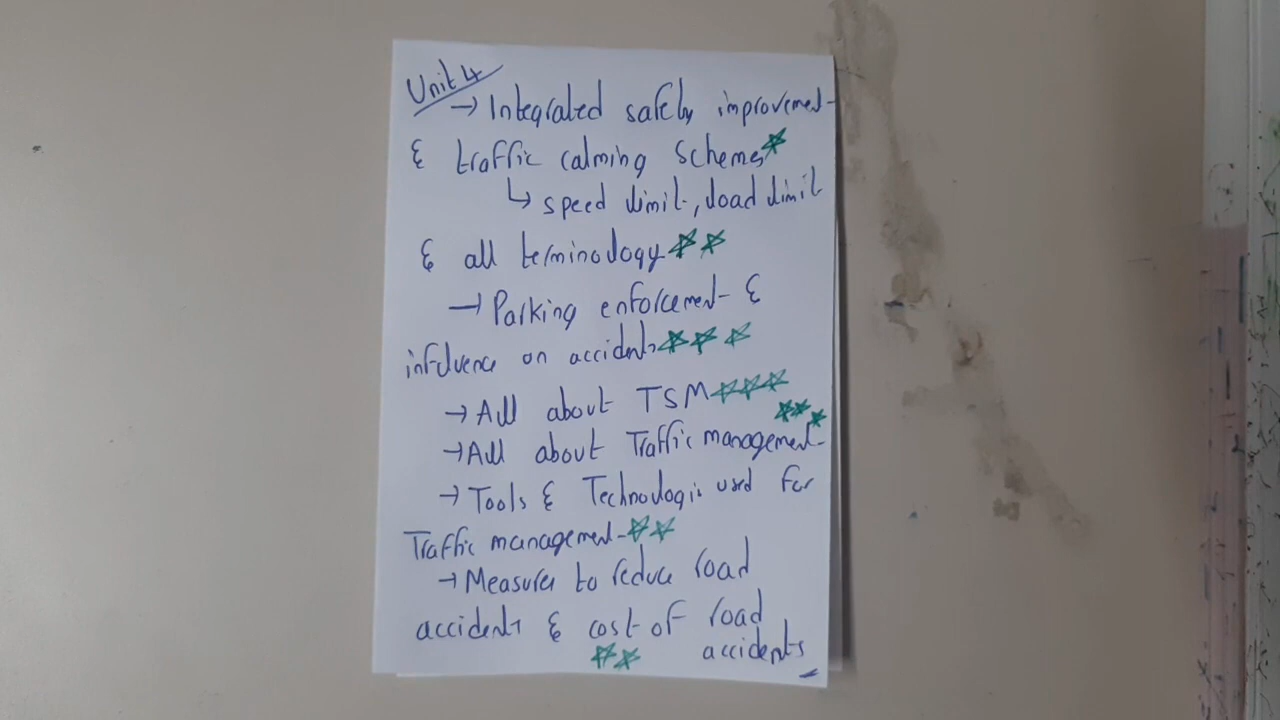 Unit 4
→ Integrated safety improvement
& traffic calming schemes
↳ speed limit, load limit
& all terminology
→ Parking enforcement &
influence on accidents
→ All about TSM
→ All about Traffic management
→ Tools & Technologis used for
Traffic management
→ Measures to reduce road
accidents & cost of road
accidents